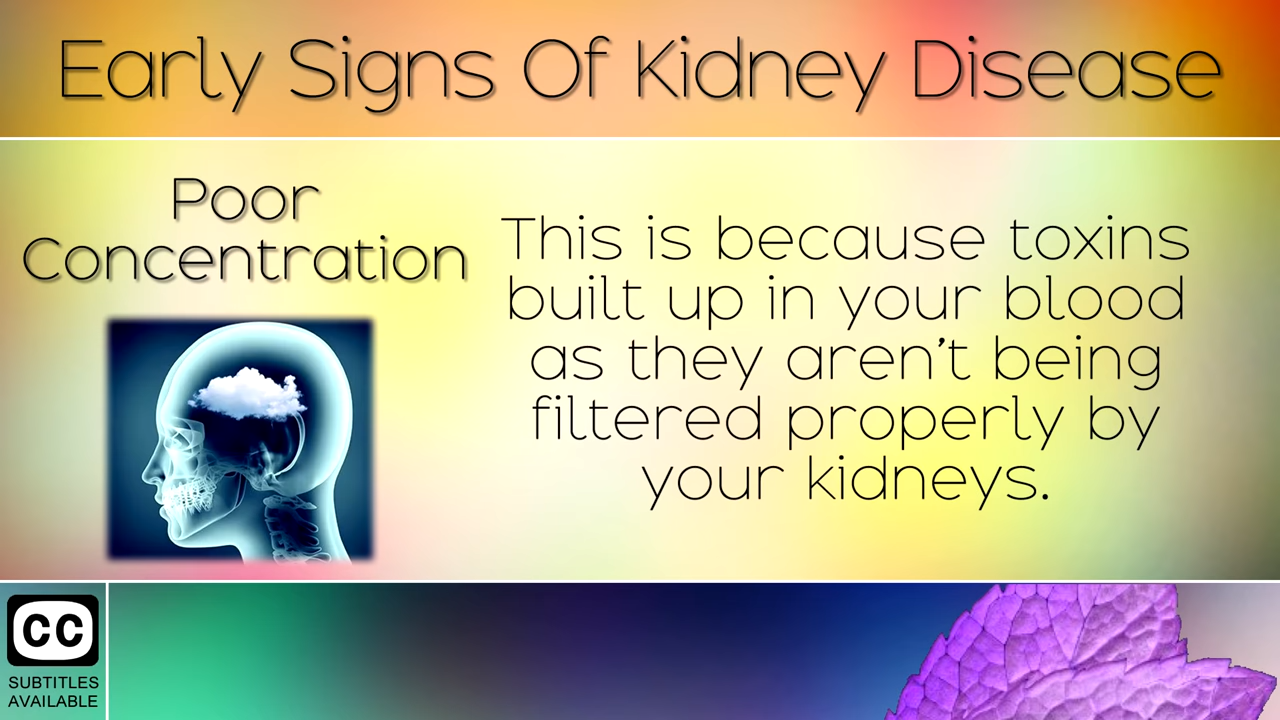 Early Signs Of Kidney Disease
Poor
Concentration
This is because toxins
built up in your blood
as they aren't being
filtered properly by
your kidneys.
CC
SUBTITLES
AVAILABLE